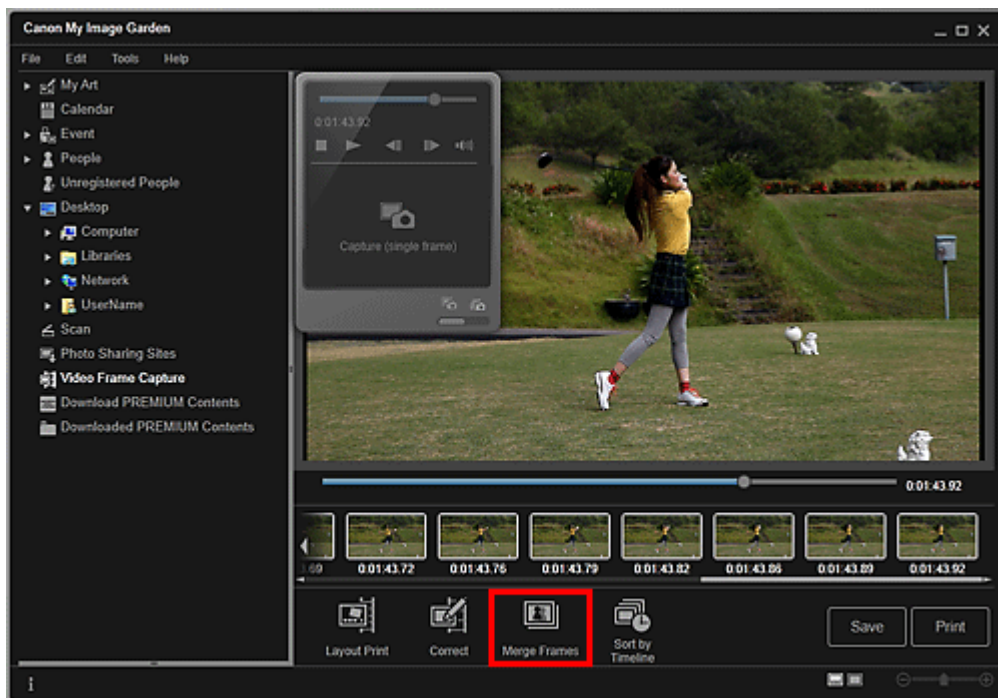 Canon My Image Garden
File Edit Tools Help
My Art
Calendar
Event
People
Unregistered People
Desktop
Computer
Libraries
Network
UserName
Scan
Photo Sharing Sites
Video Frame Capture
Download PREMIUM Contents
Downloaded PREMIUM Contents
0:01:43.92
Capture (single frame)
0:01:43.92
3.69 0:01:43.72 0:01:43.76 0:01:43.79 0:01:43.82 0:01:43.86 0:01:43.89 0:01:43.92
Layout Print Correct Merge Frames Sort by
Timeline
Save Print